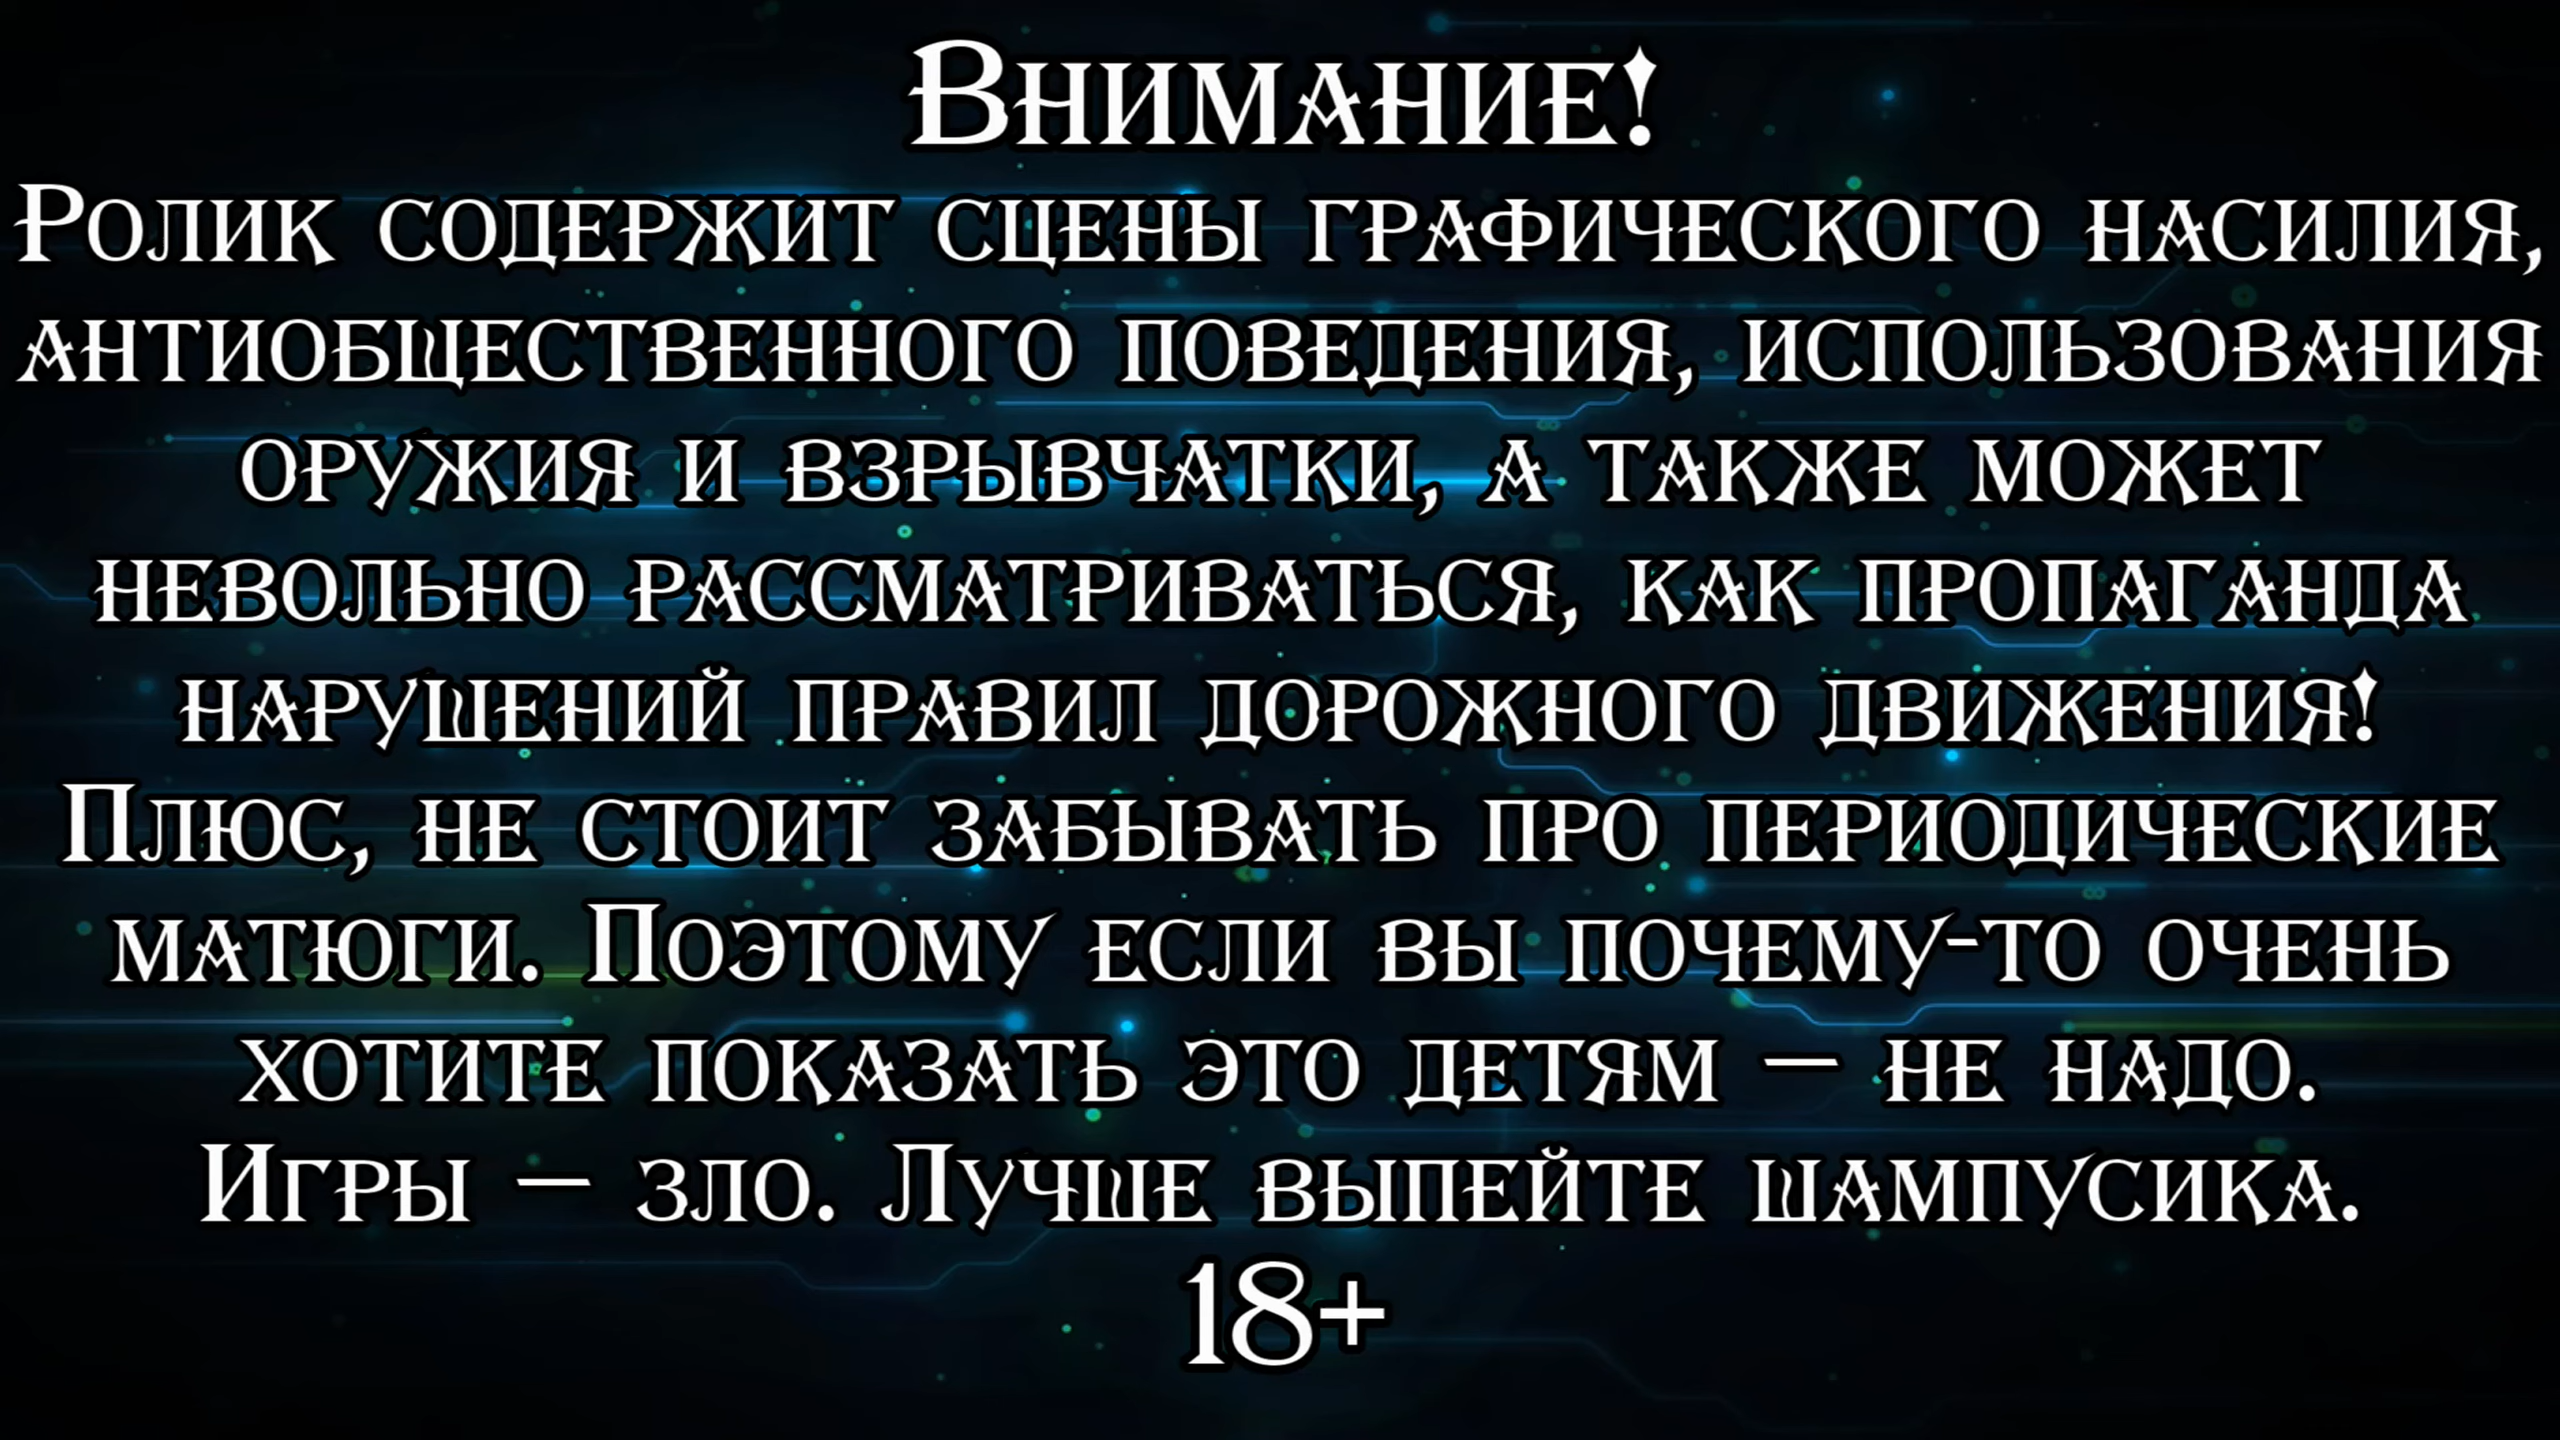 Внимание!
Ролик содержит сцены графического насилия,
антиобщественного поведения, использования
оружия и взрывчатки, а также может
невольно рассматриваться, как пропаганда
нарушений правил дорожного движения!
Плюс, не стоит забывать про периодические
матюги. Поэтому если вы почему-то очень
хотите показать это детям — не надо.
Игры — зло. Лучше выпейте шампусика.
18+